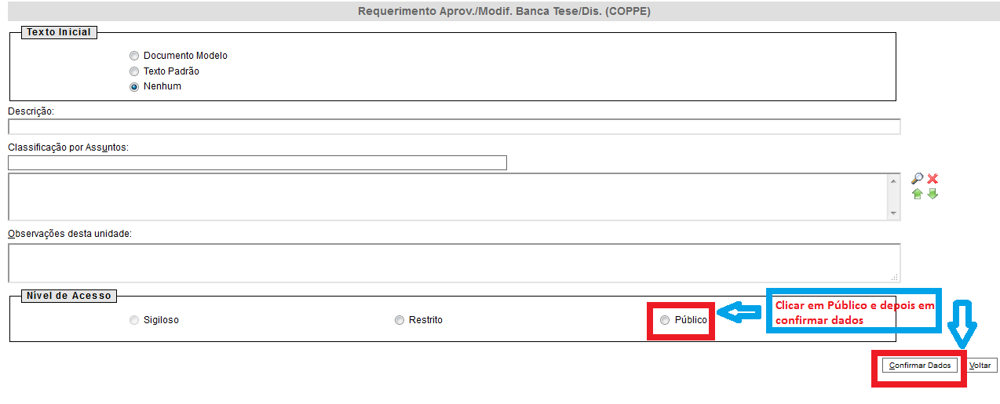 Requerimento Aprov./Modif. Banca Tese/Dis. (COPPE)
Texto Inicial
Documento Modelo
Texto Padrão
Nenhum
Descrição:
Classificação por Assuntos:
Observações desta unidade:
Nível de Acesso
Sigiloso
Restrito
Público
Clicar em Público e depois em
confirmar dados
Confirmar Dados
Voltar